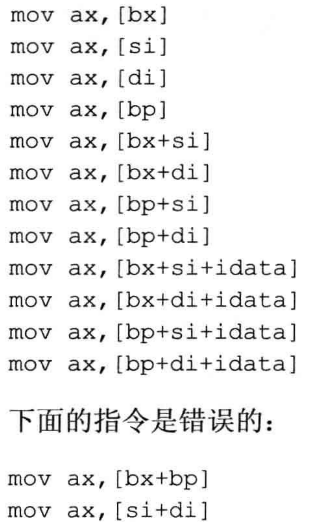 mov ax,[bx]
mov ax,[si]
mov ax,[di]
mov ax,[bp]
mov ax,[bx+si]
mov ax,[bx+di]
mov ax,[bp+si]
mov ax,[bp+di]
mov ax,[bx+si+idata]
mov ax,[bx+di+idata]
mov ax,[bp+si+idata]
mov ax,[bp+di+idata]
下面的指令是错误的：
mov ax,[bx+bp]
mov ax,[si+di]